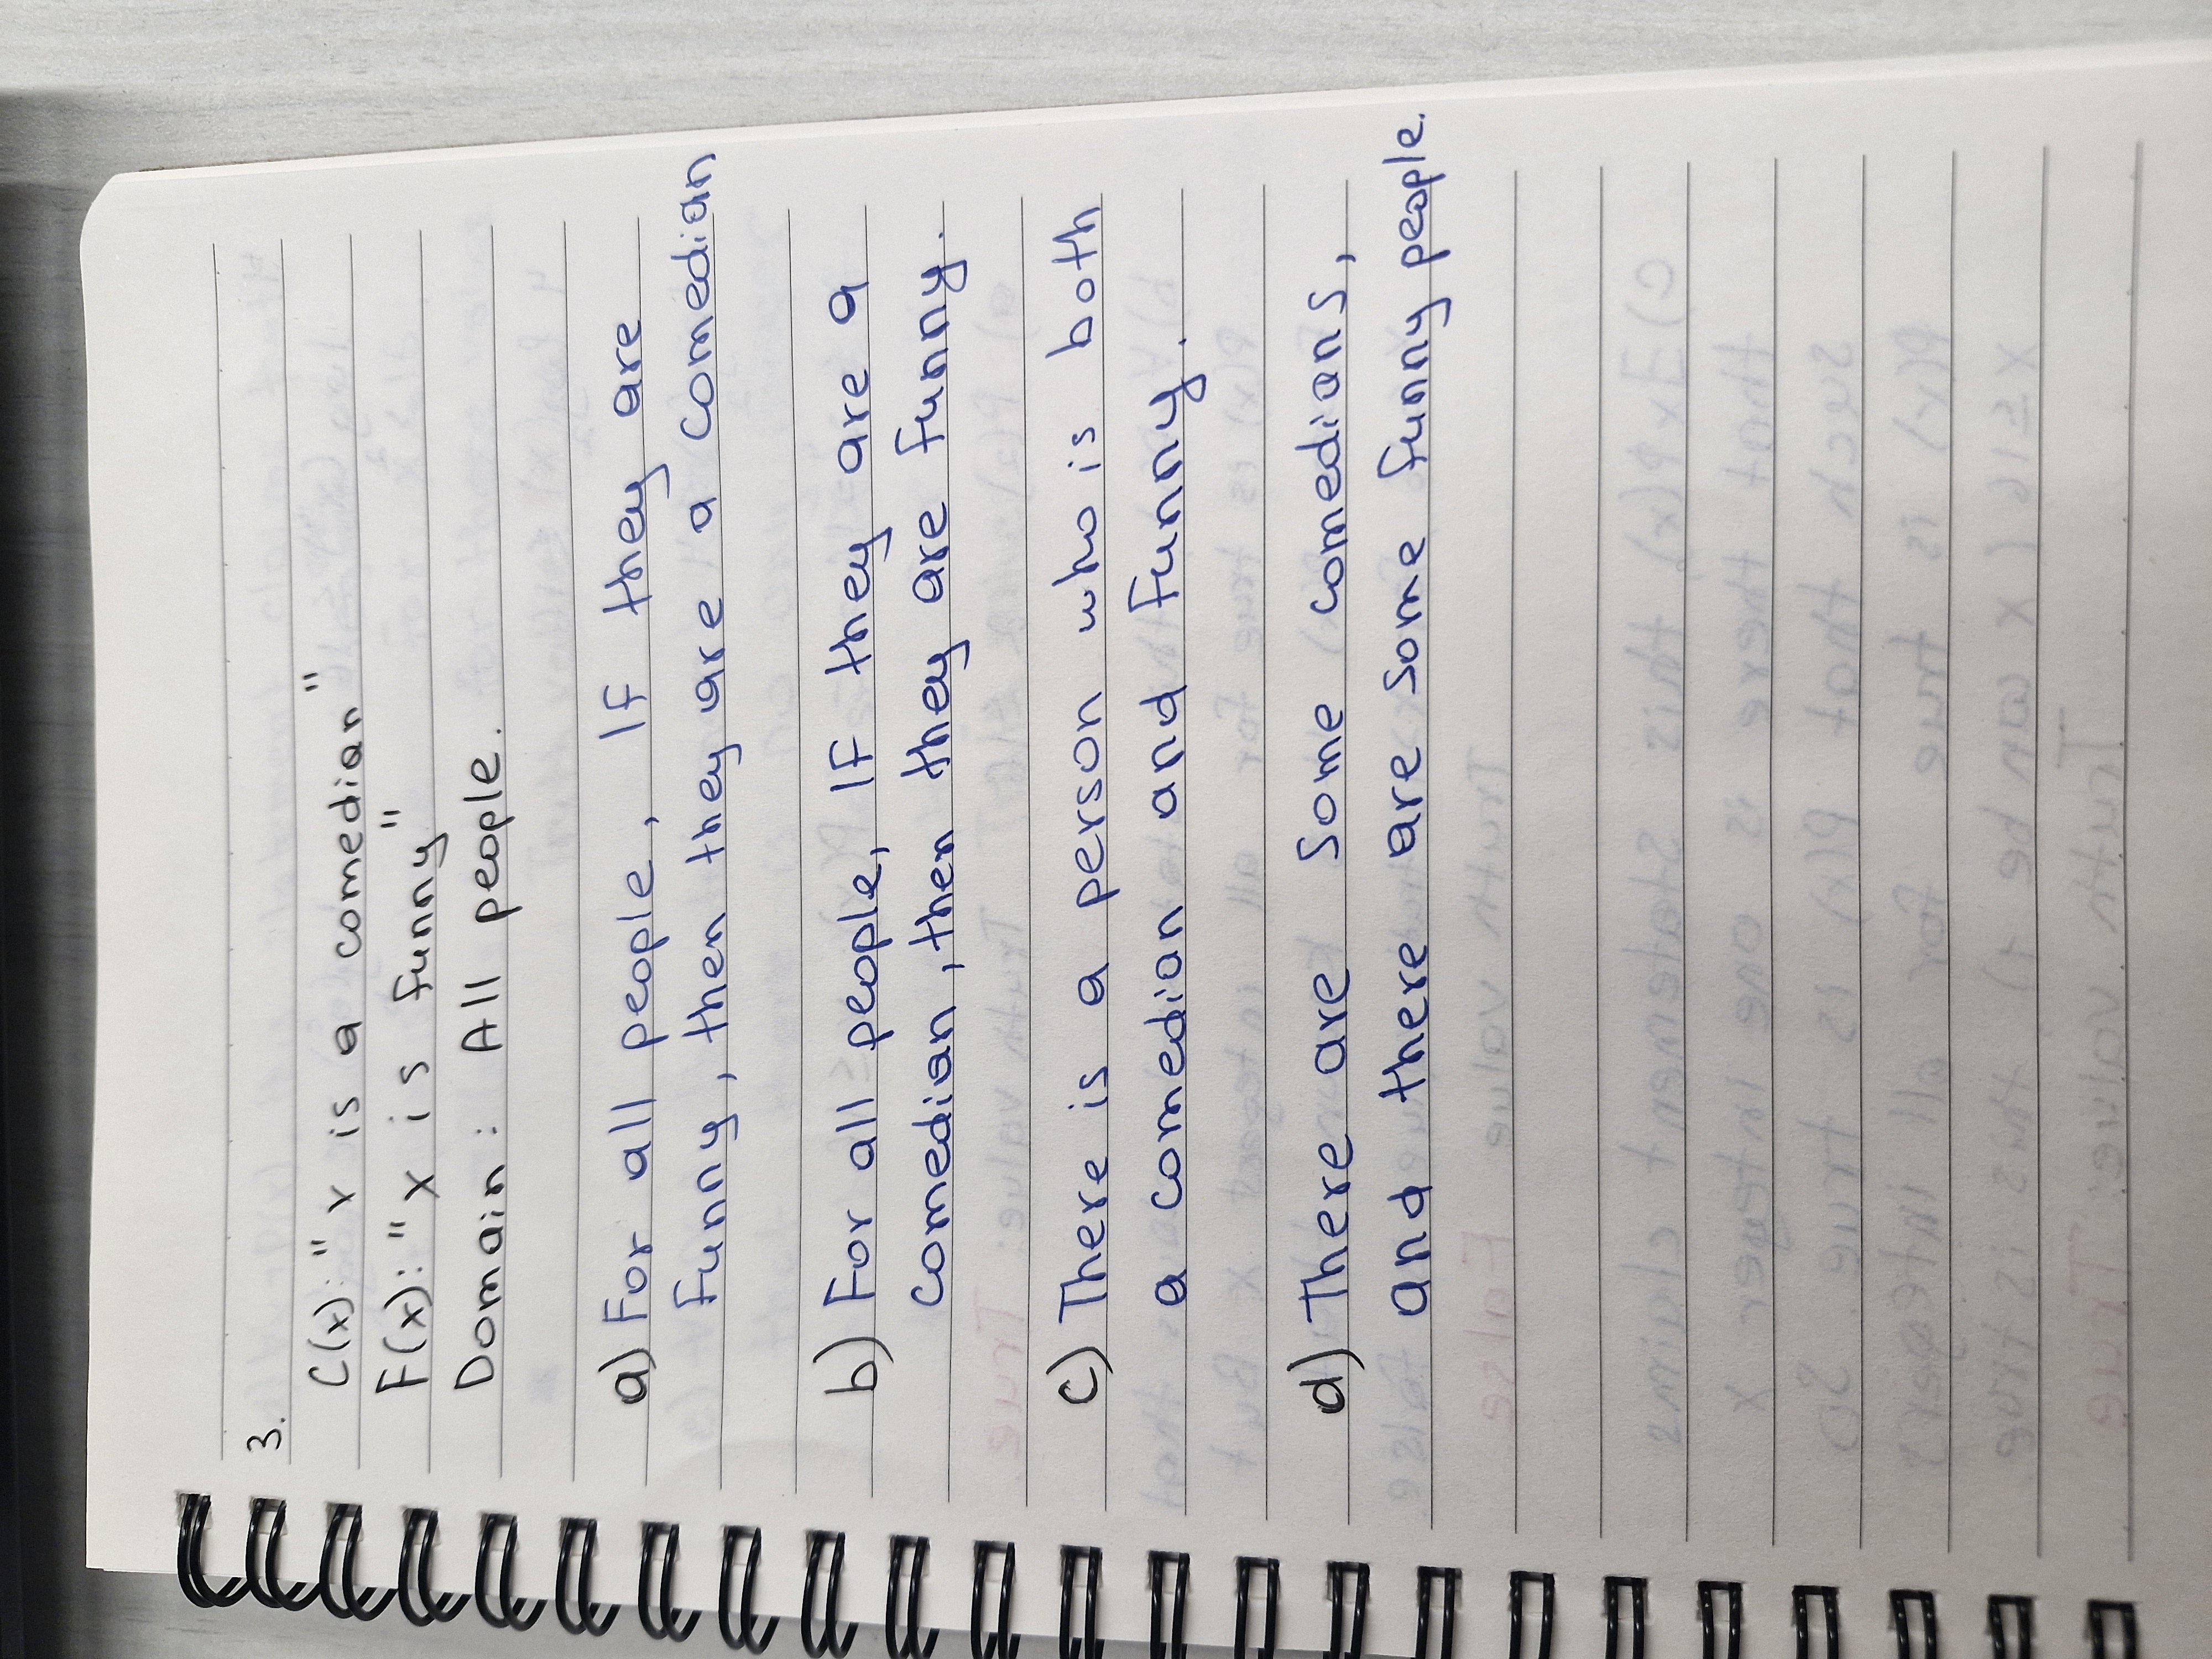 3.
C(x): "x is a comedian"
F(x): "x is funny"
Domain: All people.
a) For all people, If they are
funny, then they are a comedian
b) For all people, If they are a
comedian, then they are funny.
c) There is a person who is both
a comedian and funny.
d) There are some comedians,
and there are some funny people.